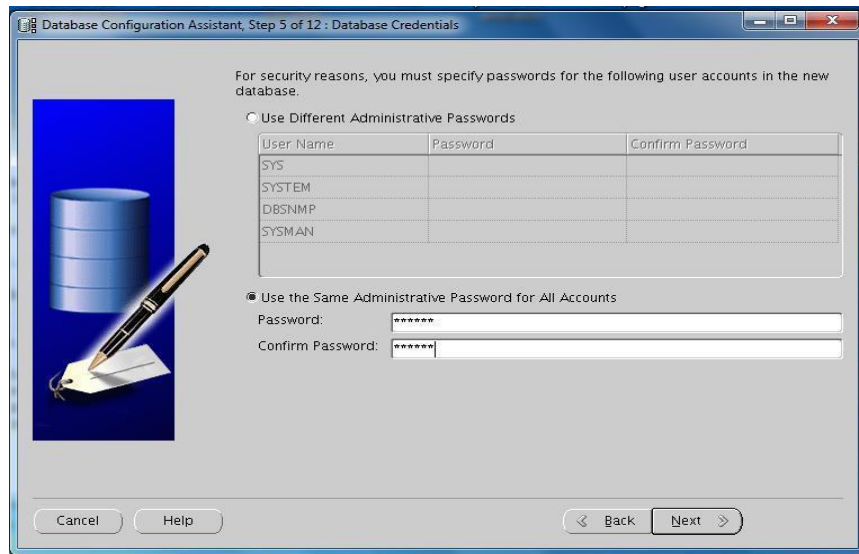 Database Configuration Assistant, Step 5 of 12 : Database Credentials
For security reasons, you must specify passwords for the following user accounts in the new
database.
Use Different Administrative Passwords
User Name Password Confirm Password
SYS
SYSTEM
DBSNMP
SYSMAN
Use the Same Administrative Password for All Accounts
Password: ******
Confirm Password: ******
Cancel Help Back Next